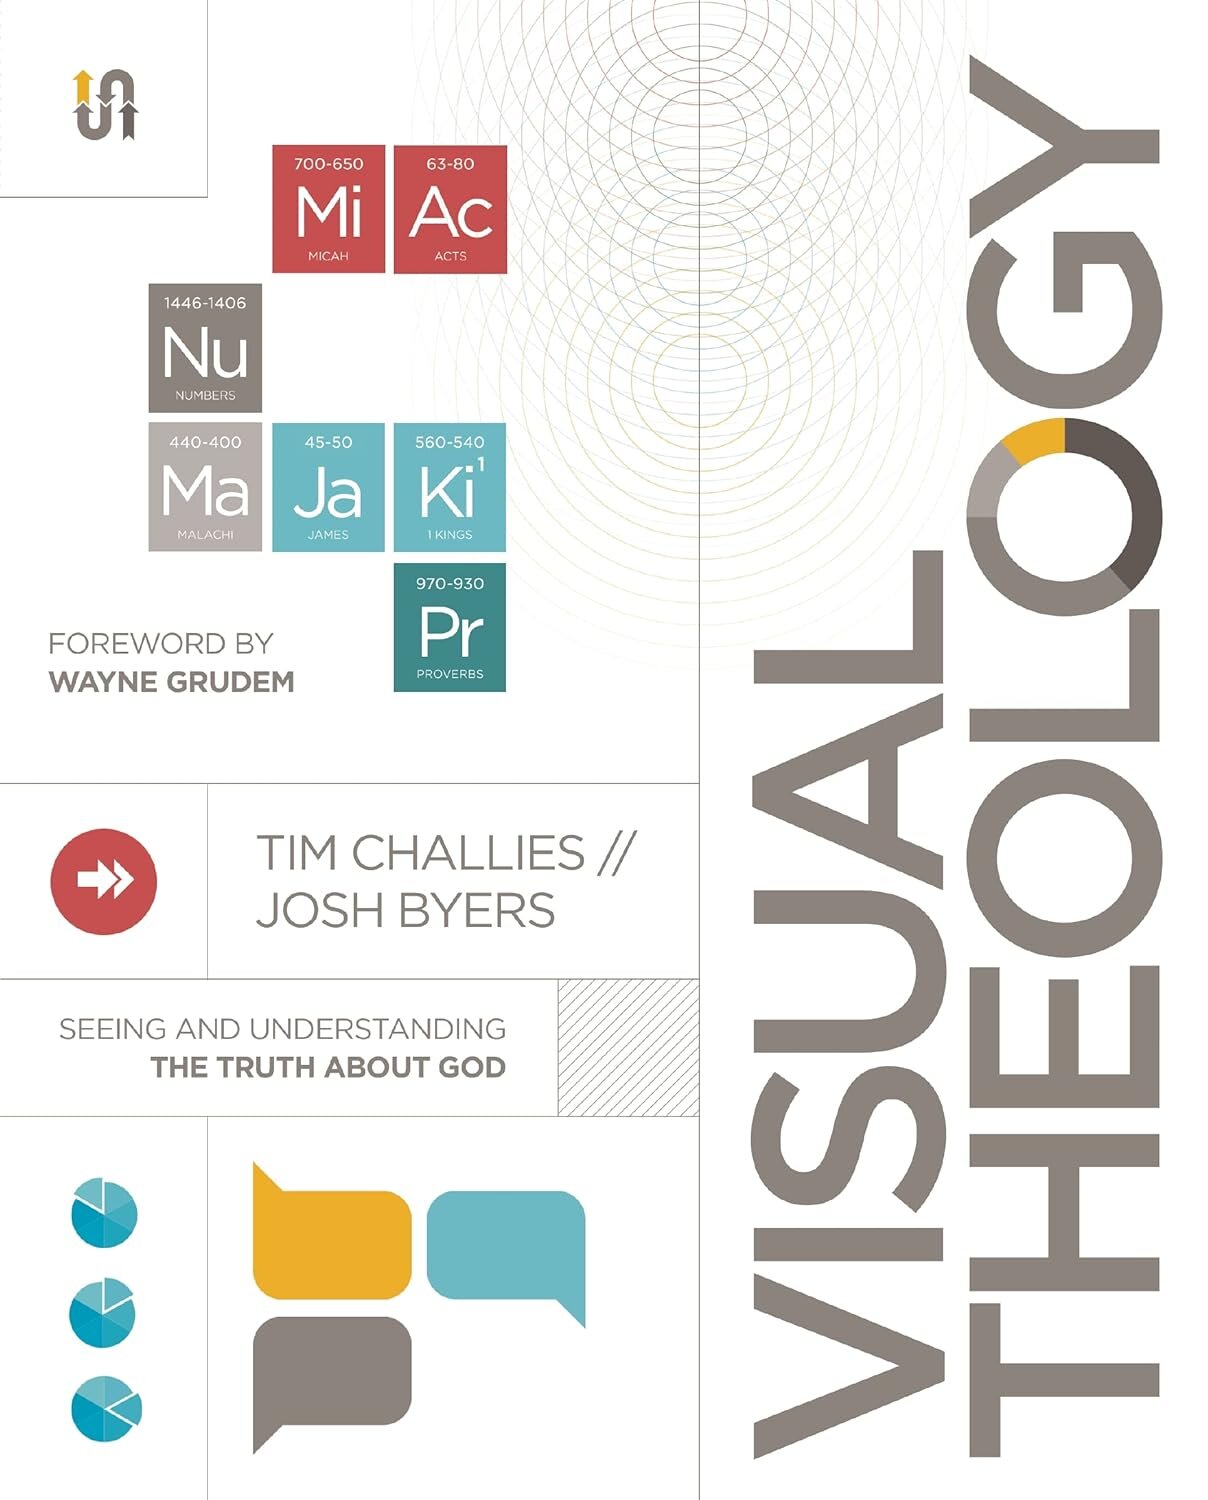 700-650
Mi
MICAH
63-80
Ac
ACTS
1446-1406
Nu
NUMBERS
440-400
Ma
MALACHI
45-50
Ja
JAMES
560-540
Ki¹
1 KINGS
970-930
Pr
PROVERBS
FOREWORD BY
WAYNE GRUDEM
TIM CHALLIES //
JOSH BYERS
SEEING AND UNDERSTANDING
THE TRUTH ABOUT GOD
VISUAL
THEOLOGY